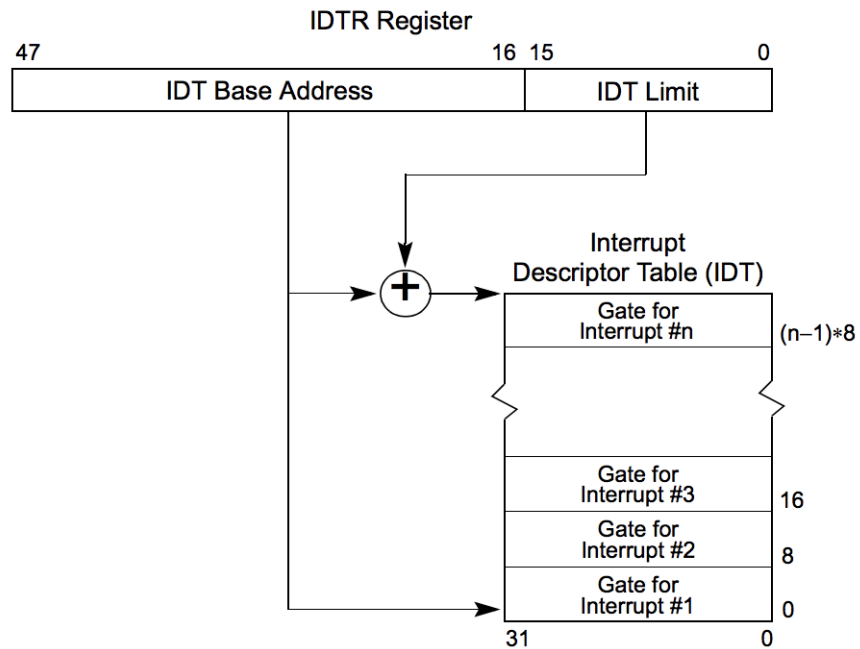 IDTR Register
47 16 15 0
IDT Base Address IDT Limit
+
Interrupt
Descriptor Table (IDT)
Gate for
Interrupt #n
(n–1)∗8
Gate for
Interrupt #3
16
Gate for
Interrupt #2
8
Gate for
Interrupt #1
0
31 0